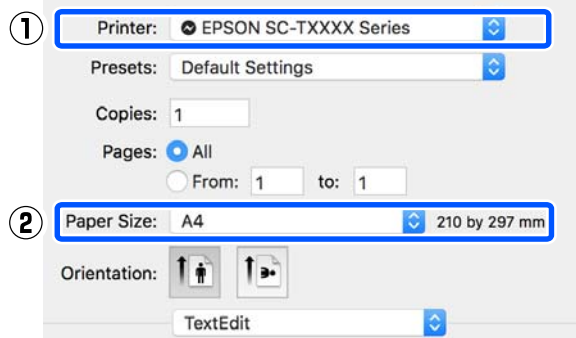 ① Printer: EPSON SC-TXXXX Series
Presets: Default Settings
Copies: 1
Pages: All
From: 1 to: 1
② Paper Size: A4 210 by 297 mm
Orientation:
TextEdit